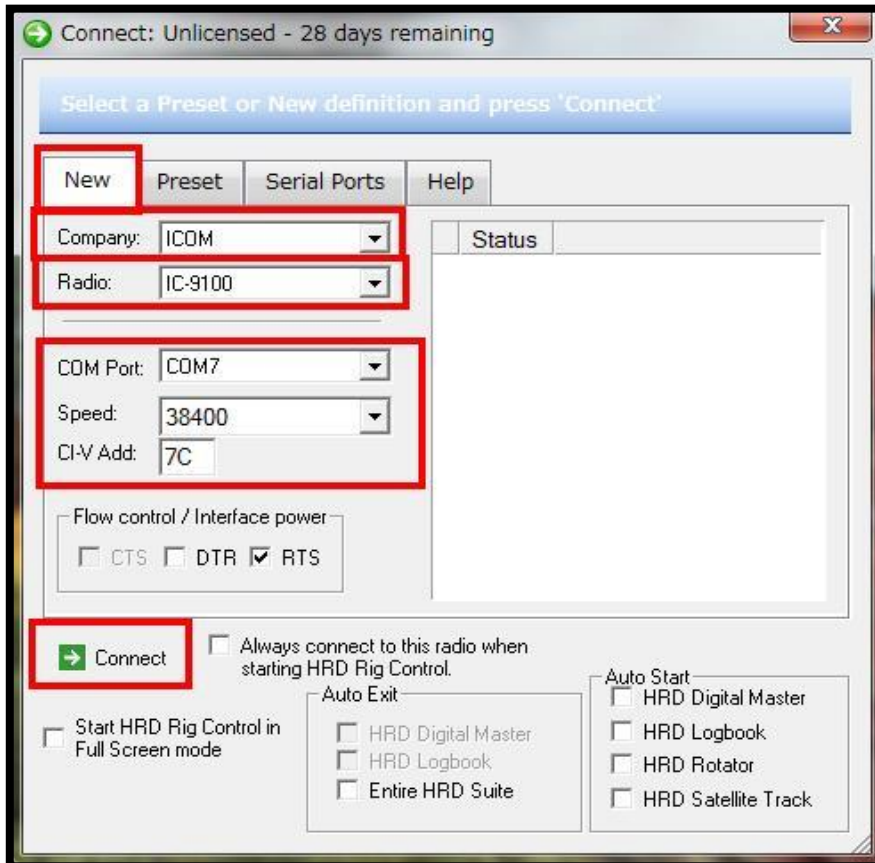 Connect: Unlicensed - 28 days remaining
Select a Preset or New definition and press 'Connect'
New Preset Serial Ports Help
Company: ICOM
Status
Radio: IC-9100
COM Port: COM7
Speed: 38400
CI-V Add: 7C
Flow control / Interface power
CTS DTR RTS
Connect
Always connect to this radio when
starting HRD Rig Control.
Start HRD Rig Control in
Full Screen mode
Auto Exit
HRD Digital Master
HRD Logbook
Entire HRD Suite
Auto Start
HRD Digital Master
HRD Logbook
HRD Rotator
HRD Satellite Track